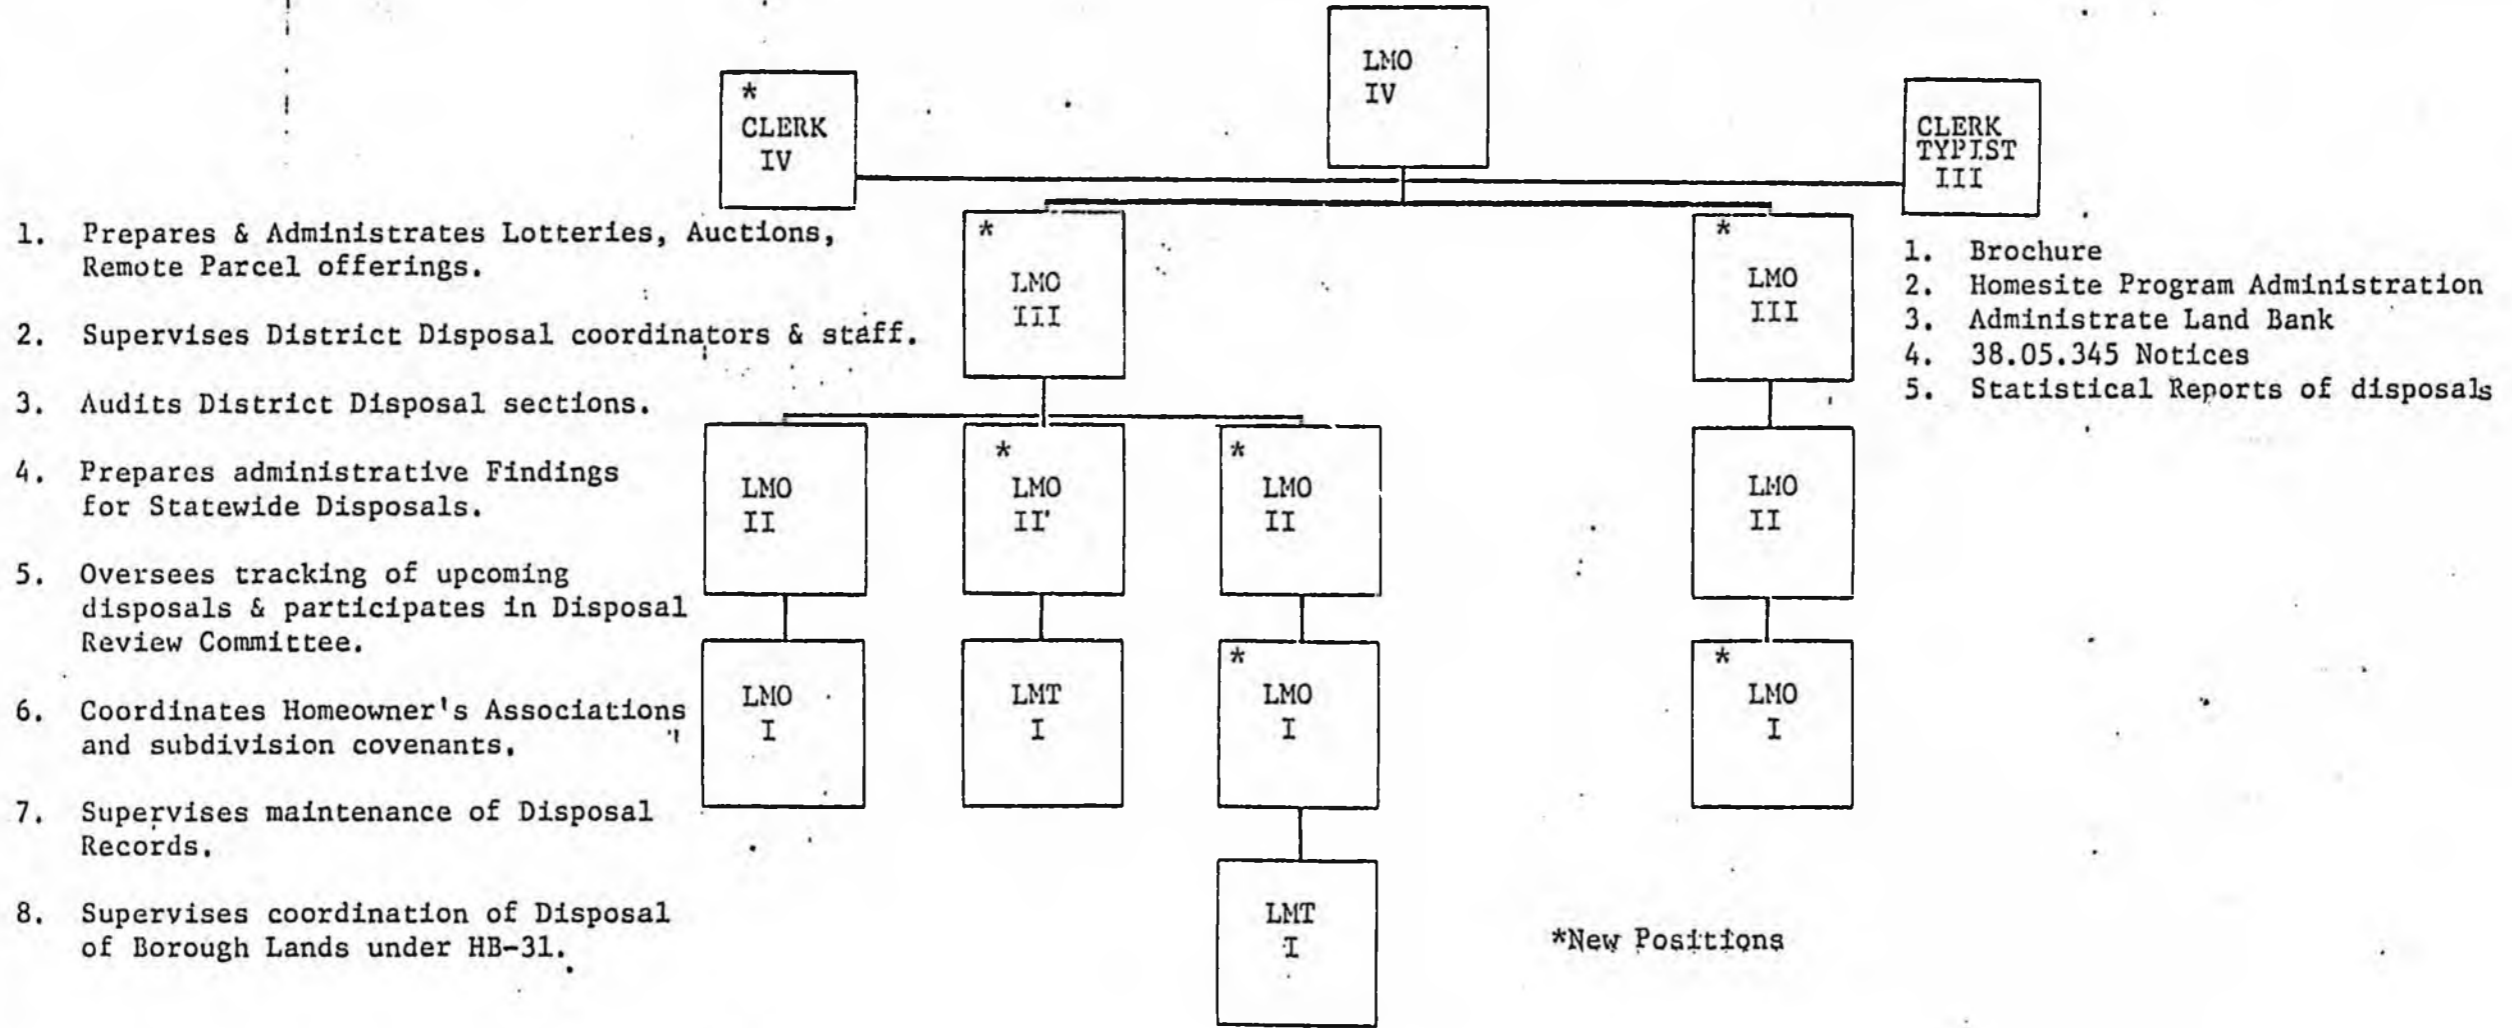 LMO
IV
*
CLERK
IV
CLERK
TYPIST
III
1. Prepares & Administrates Lotteries, Auctions,
Remote Parcel offerings.
2. Supervises District Disposal coordinators & staff.
3. Audits District Disposal sections.
4. Prepares administrative Findings
for Statewide Disposals.
5. Oversees tracking of upcoming
disposals & participates in Disposal
Review Committee.
6. Coordinates Homeowner's Associations
and subdivision covenants.
7. Supervises maintenance of Disposal
Records.
8. Supervises coordination of Disposal
of Borough Lands under HB-31.
*
LMO
III
*
LMO
III
1. Brochure
2. Homesite Program Administration
3. Administrate Land Bank
4. 38.05.345 Notices
5. Statistical Reports of disposals
LMO
II
*
LMO
II
*
LMO
II
LMO
II
LMO
I
LMT
I
*
LMO
I
*
LMO
I
LMT
I
*New Positions